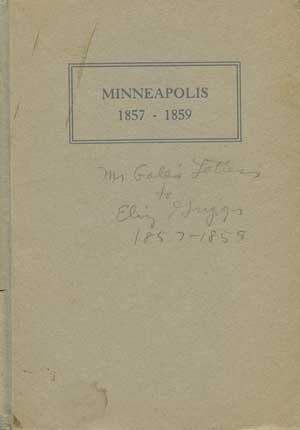 MINNEAPOLIS
1857 - 1859
Mr Gale's Letters
to
Eliz Griggs
1857-1859